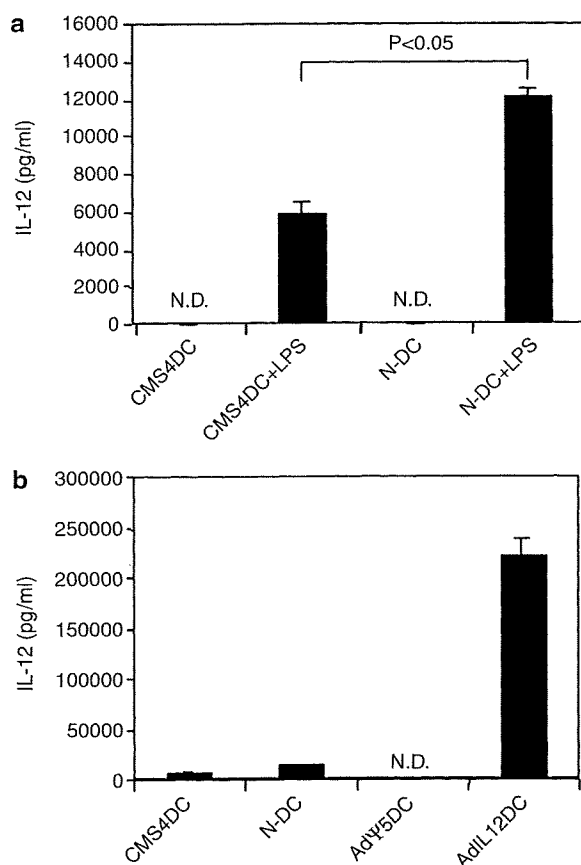 a
16000
P<0.05
14000
12000
10000
8000
6000
4000
2000
0
IL-12 (pg/ml)
N.D.
N.D.
CMS4DC
CMS4DC+LPS
N-DC
N-DC+LPS
b
300000
250000
200000
150000
100000
50000
0
IL-12 (pg/ml)
N.D.
CMS4DC
N-DC
AdΨ5DC
AdIL12DC